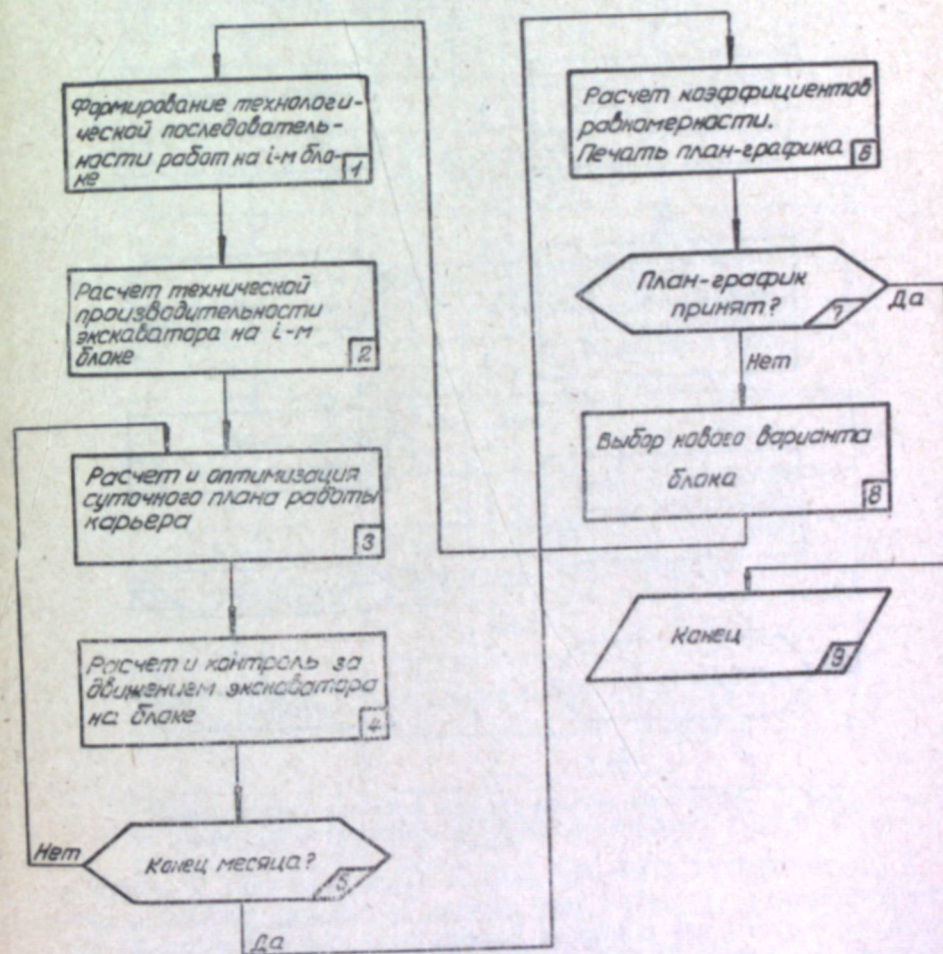 Формирование технологи-
ческой последователь-
ности работ на i-м бло-
ке
1
Расчет технической
производительности
экскаватора на i-м
блоке
2
Расчет и оптимизация
суточного плана работы
карьера
3
Расчет и контроль за
движением экскаватора
на блоке
4
Нет
Конец месяца?
5
Да
Расчет коэффициентов
равномерности.
Печать план-графика
6
План-график
принят?
7
Да
Нет
Выбор нового варианта
блока
8
Конец
9